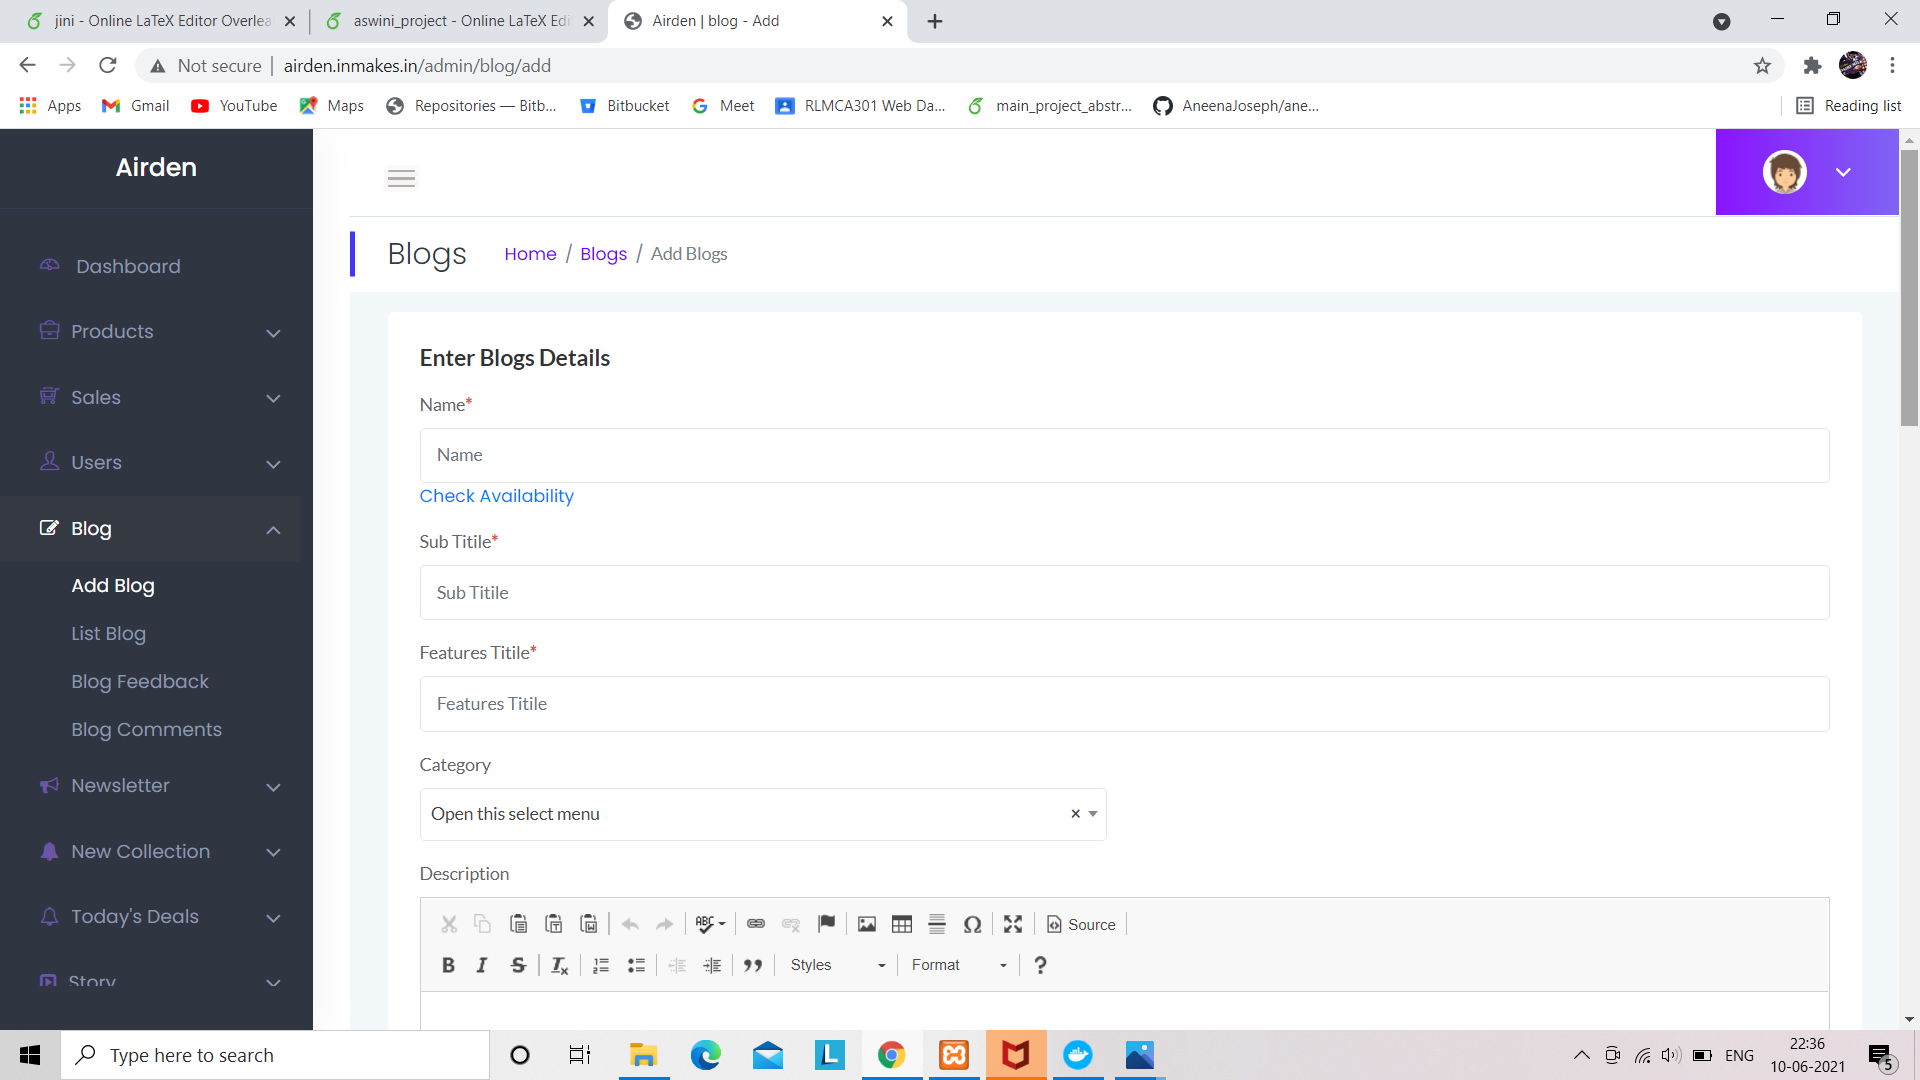 jini - Online LaTeX Editor Overlea
aswini_project - Online LaTeX Edi
Airden | blog - Add
Not secure
airden.inmakes.in/admin/blog/add
Apps
Gmail
YouTube
Maps
Repositories — Bitb...
Bitbucket
Meet
RLMCA301 Web Da...
main_project_abstr...
AneenaJoseph/ane...
Reading list
Airden
Dashboard
Products
Sales
Users
Blog
Add Blog
List Blog
Blog Feedback
Blog Comments
Newsletter
New Collection
Today's Deals
Story
Blogs
Home / Blogs / Add Blogs
Enter Blogs Details
Name*
Name
Check Availability
Sub Titile*
Sub Titile
Features Titile*
Features Titile
Category
Open this select menu
Description
ABC
Source
B I S Tx
Styles
Format
?
Type here to search
L
ENG
22:36
10-06-2021
5